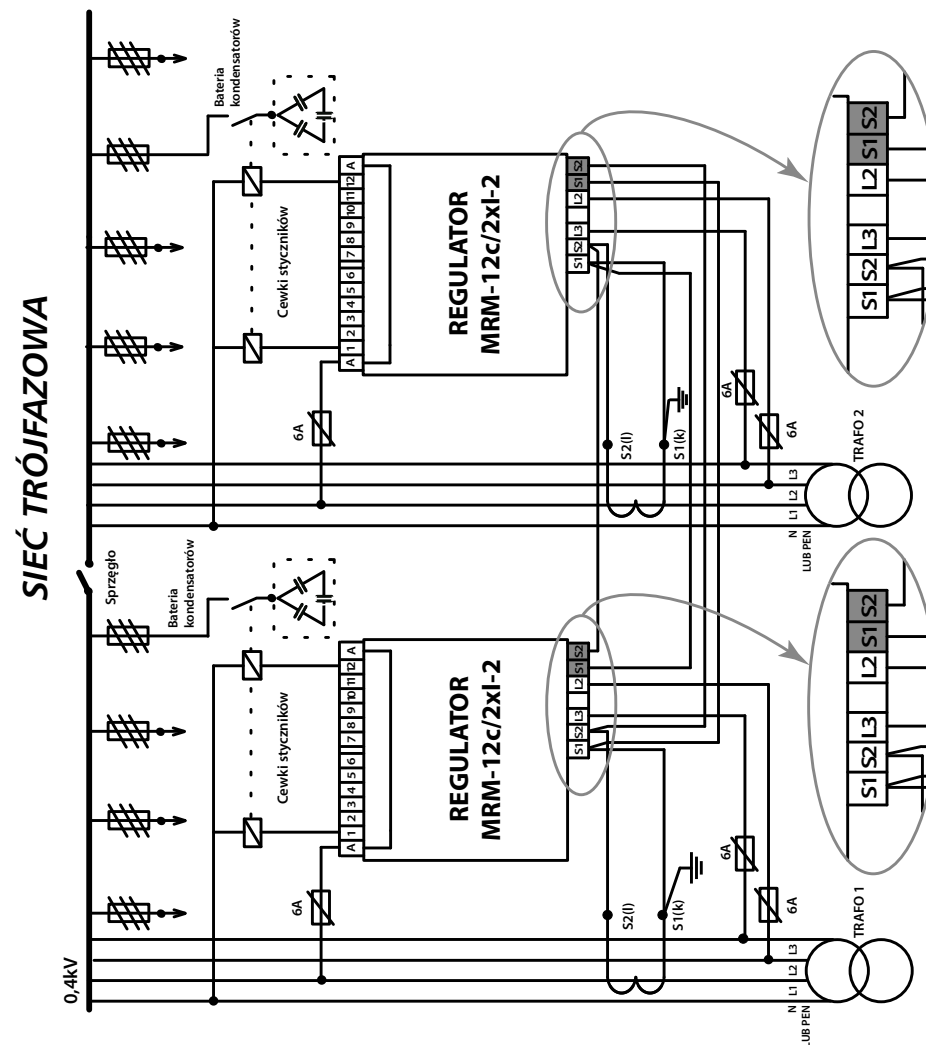 SIEĆ TRÓJFAZOWA
0,4kV
Sprzęgło
Bateria
kondensatorów
Cewki styczników
A 1 2 3 4 5 6 7 8 9 10 11 12 A
6A
REGULATOR
MRM-12c/2xI-2
S1 S2 L3 L2 S1 S2
S2(l)
S1(k)
6A
6A
N L1 L2 L3
LUB PEN
TRAFO 1
S1 S2 L3 L2 S1 S2
Bateria
kondensatorów
Cewki styczników
A 1 2 3 4 5 6 7 8 9 10 11 12 A
6A
REGULATOR
MRM-12c/2xI-2
S1 S2 L3 L2 S1 S2
S2(l)
S1(k)
6A
6A
N L1 L2 L3
LUB PEN
TRAFO 2
S1 S2 L3 L2 S1 S2